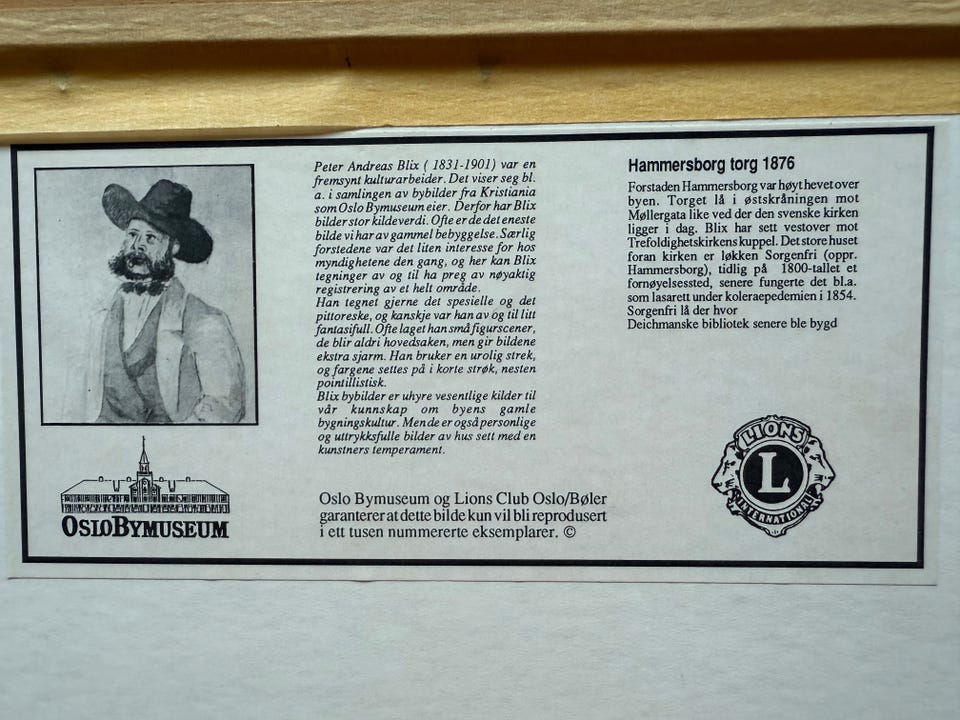 Peter Andreas Blix ( 1831-1901) var en
fremsynt kulturarbeider. Det viser seg bl.
a. i samlingen av bybilder fra Kristiania
som Oslo Bymuseum eier. Derfor har Blix
bilder stor kildeverdi. Ofte er de det eneste
bilde vi har av gammel bebyggelse. Særlig
forstedene var det liten interesse for hos
myndighetene den gang, og her kan Blix
tegninger av og til ha preg av nøyaktig
registrering av et helt område.
Han tegnet gjerne det spesielle og det
pittoreske, og kanskje var han av og til litt
fantasifull. Ofte laget han små figurscener,
de blir aldri hovedsaken, men gir bildene
ekstra sjarm. Han bruker en urolig strek,
og fargene settes på i korte strøk, nesten
pointillistisk.
Blix bybilder er uhyre vesentlige kilder til
vår kunnskap om byens gamle
bygningskultur. Men de er også personlige
og uttrykksfulle bilder av hus sett med en
kunstners temperament.
Oslo Bymuseum og Lions Club Oslo/Bøler
garanterer at dette bilde kun vil bli reprodusert
i ett tusen nummererte eksemplarer. ©
Hammersborg torg 1876
Forstaden Hammersborg var høyt hevet over
byen. Torget lå i østskråningen mot
Møllergata like ved der den svenske kirken
ligger i dag. Blix har sett vestover mot
Trefoldighetskirkens kuppel. Det store huset
foran kirken er løkken Sorgenfri (oppr.
Hammersborg), tidlig på 1800-tallet et
fornøyelsessted, senere fungerte det bl.a.
som lasarett under koleraepedemien i 1854.
Sorgenfri lå der hvor
Deichmanske bibliotek senere ble bygd
OSLO BYMUSEUM
LIONS
L
INTERNATIONAL